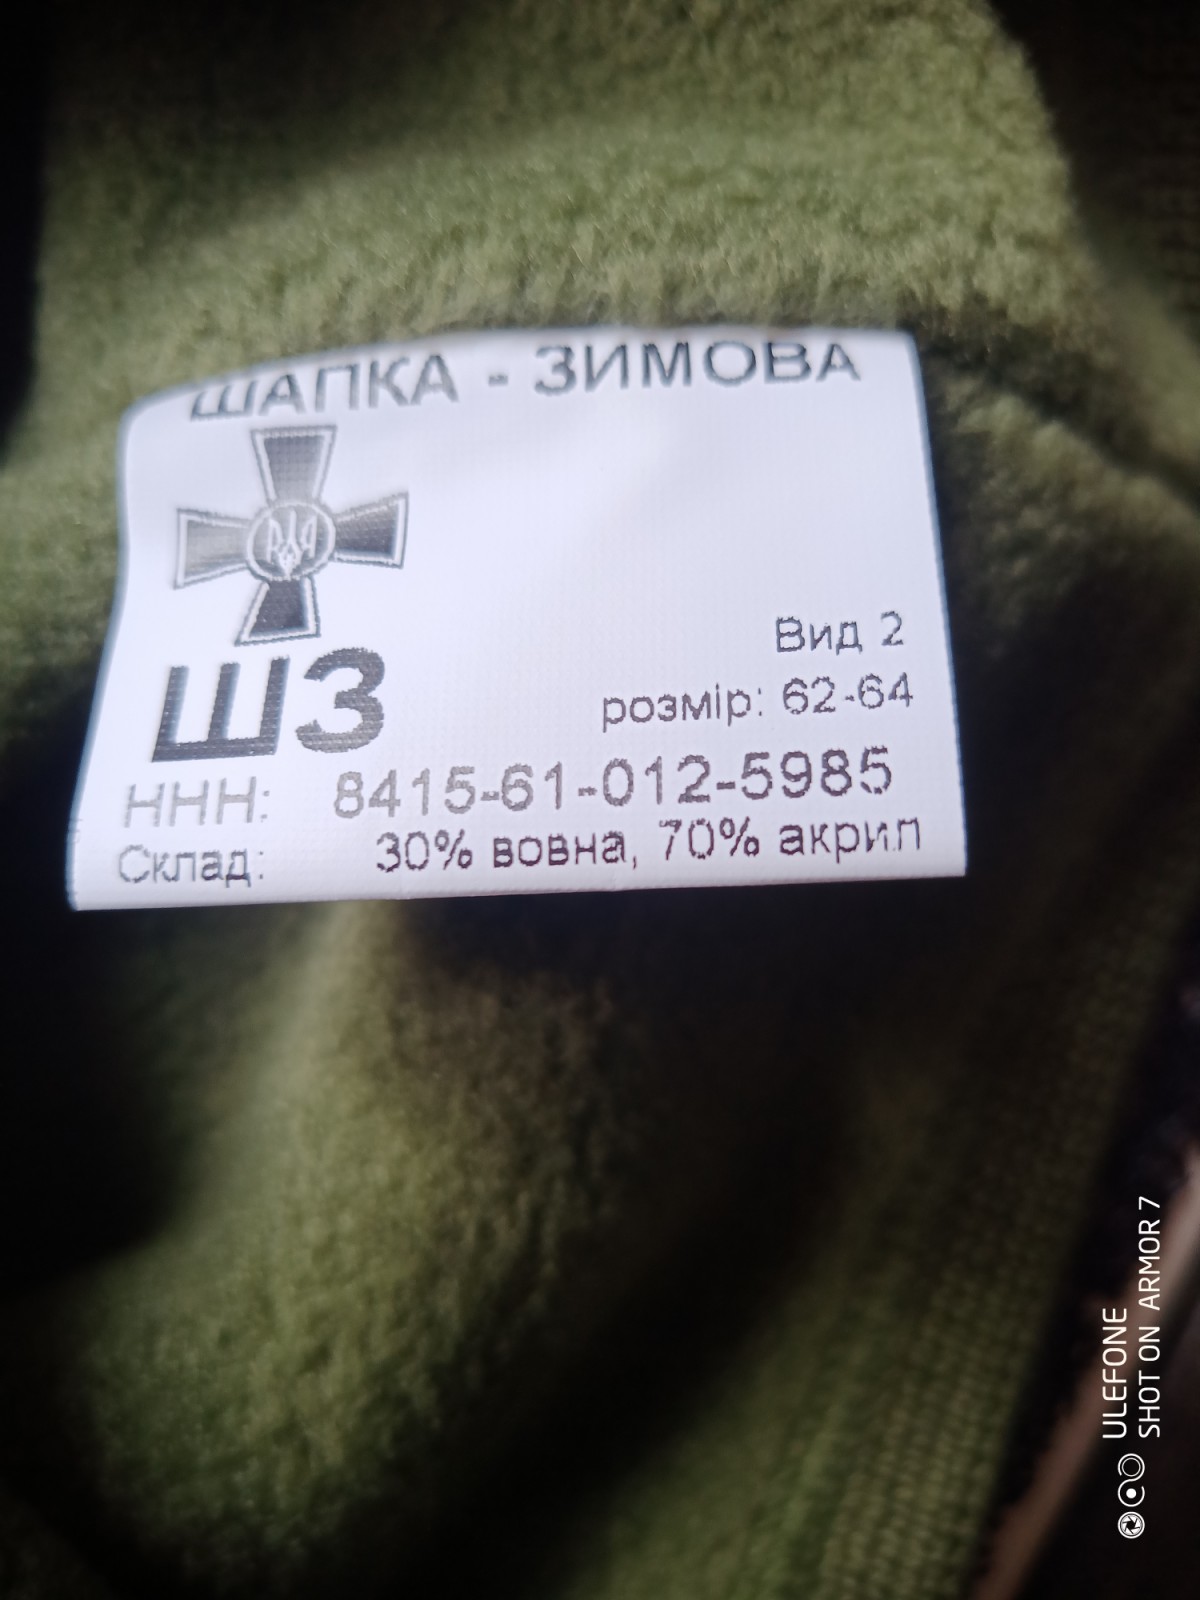 ШАПКА - ЗИМОВА
ШЗ
Вид 2
розмір: 62-64
ННН: 8415-61-012-5985
Склад: 30% вовна, 70% акрил
ULEFONE
SHOT ON ARMOR 7